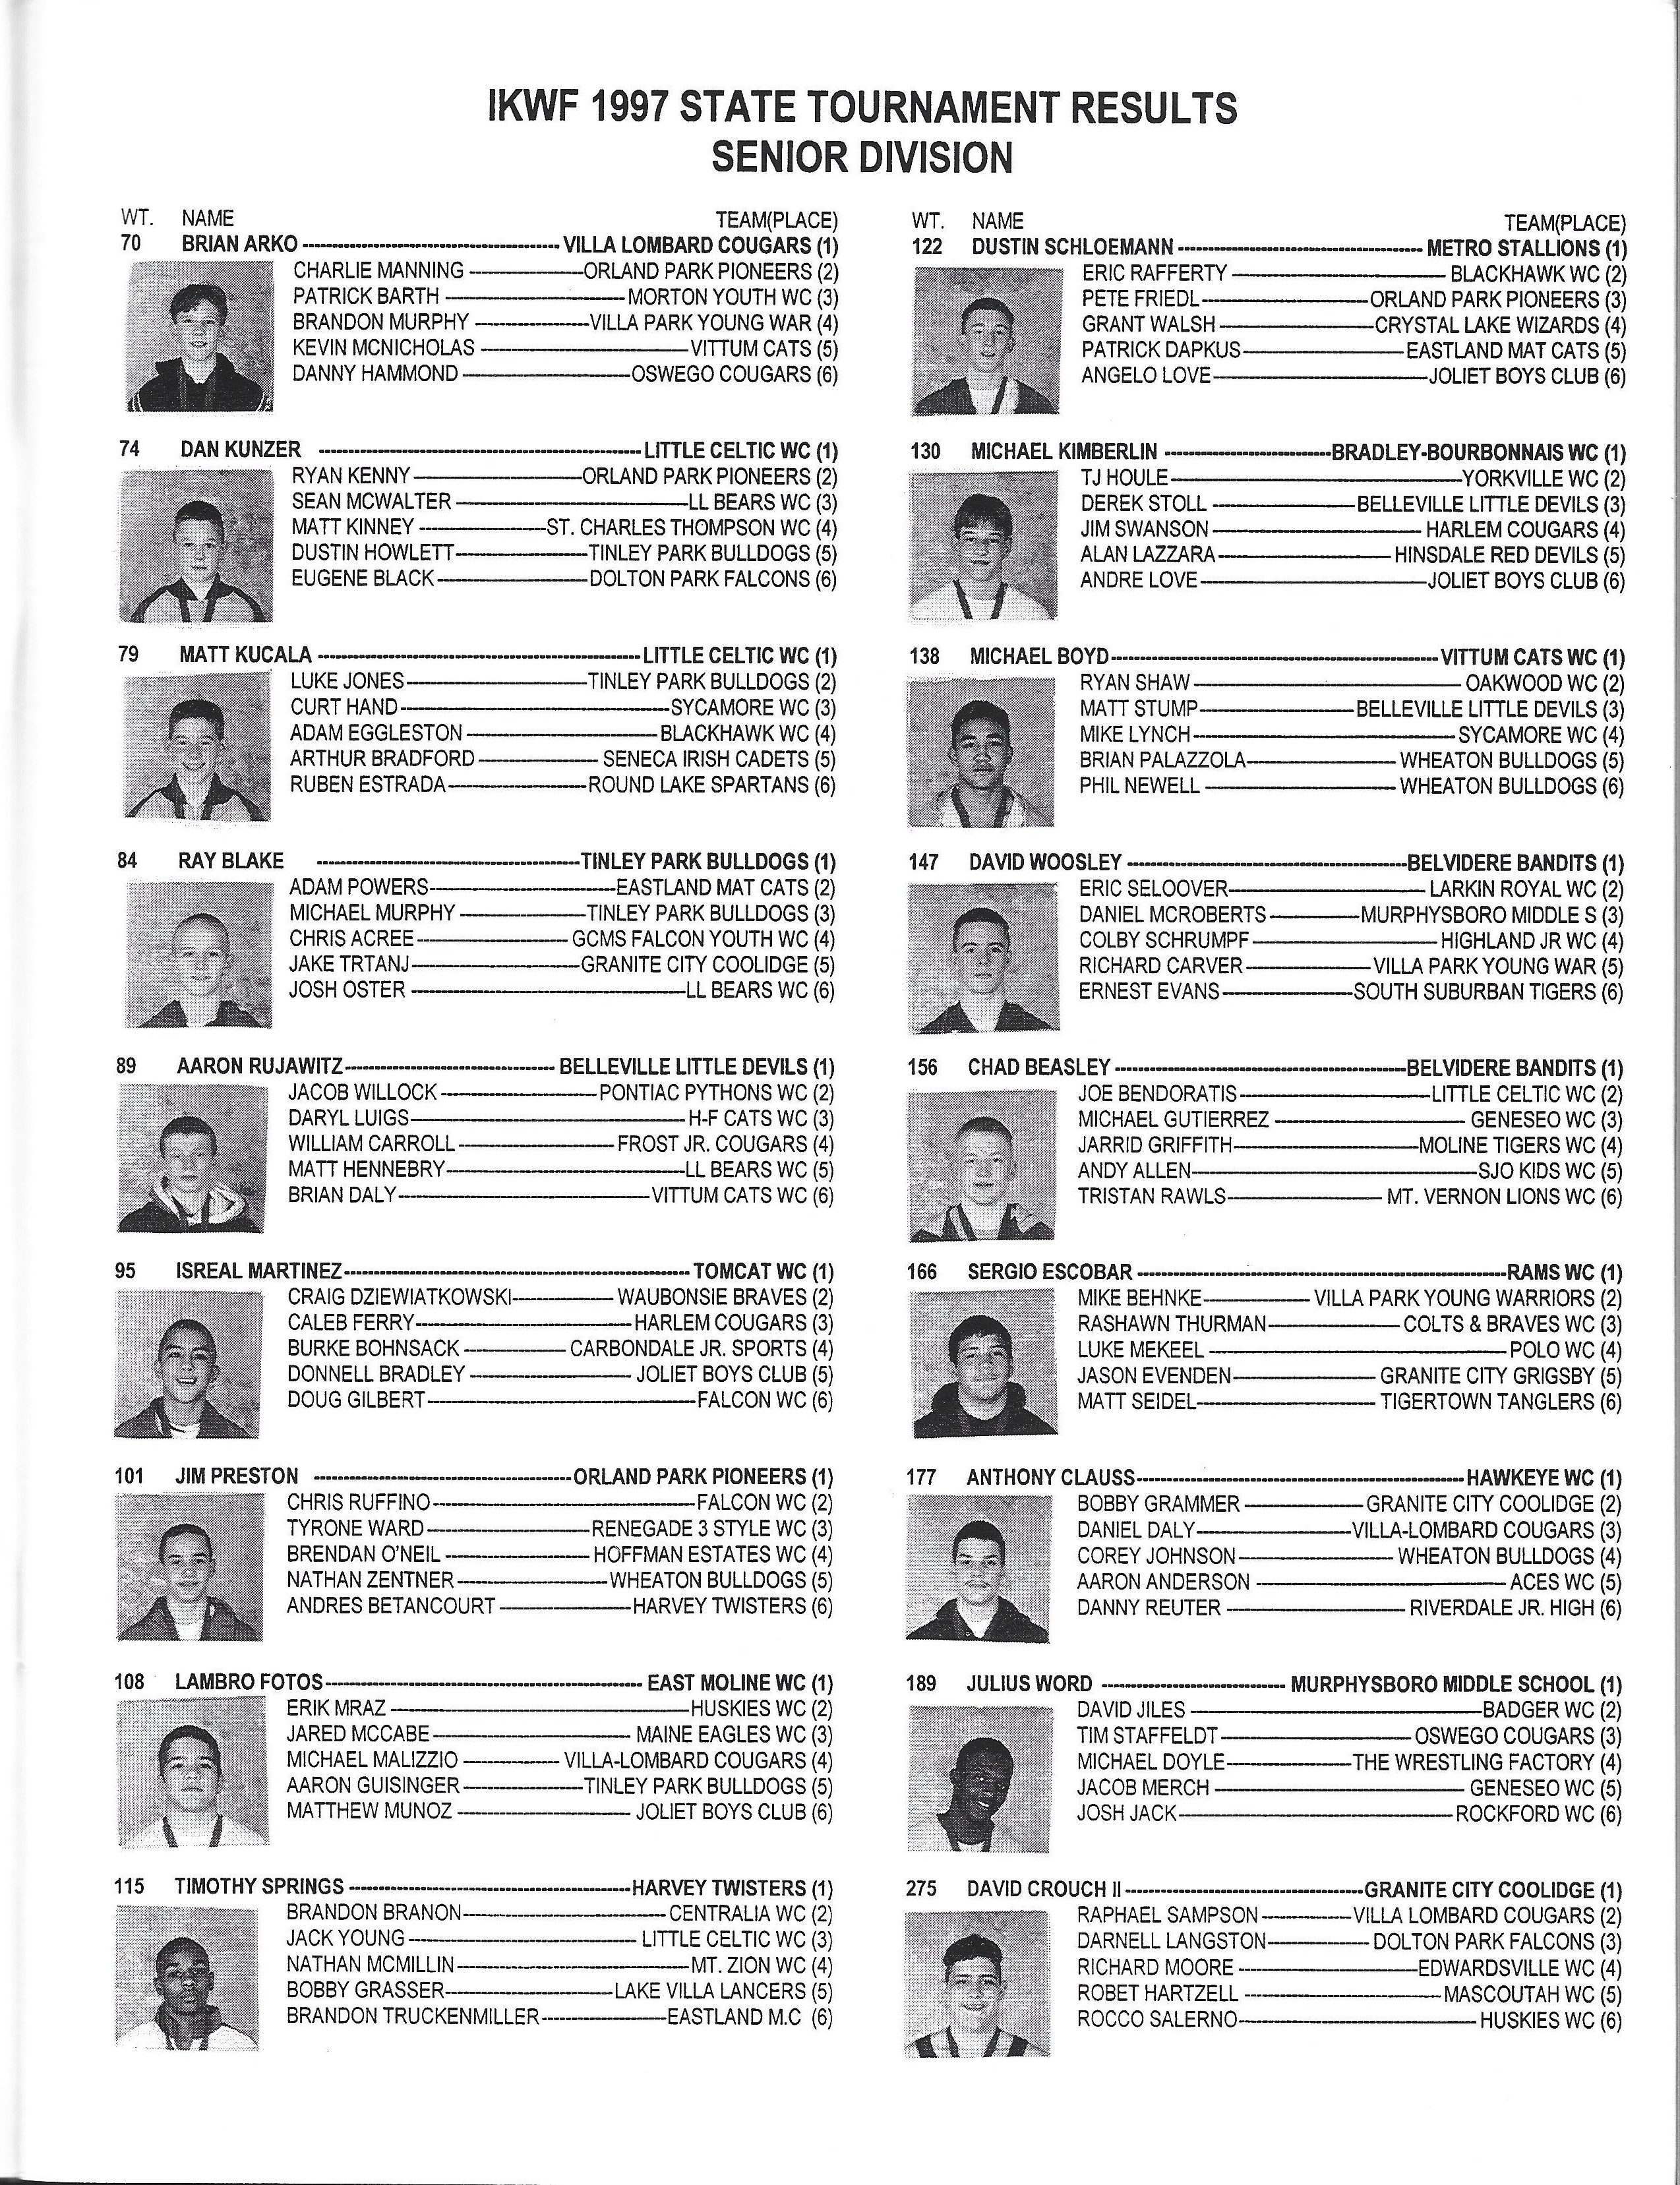 IKWF 1997 STATE TOURNAMENT RESULTS
SENIOR DIVISION
WT. NAME TEAM(PLACE)
70 BRIAN ARKO VILLA LOMBARD COUGARS (1)
CHARLIE MANNING ORLAND PARK PIONEERS (2)
PATRICK BARTH MORTON YOUTH WC (3)
BRANDON MURPHY VILLA PARK YOUNG WAR (4)
KEVIN MCNICHOLAS VITTUM CATS (5)
DANNY HAMMOND OSWEGO COUGARS (6)
74 DAN KUNZER LITTLE CELTIC WC (1)
RYAN KENNY ORLAND PARK PIONEERS (2)
SEAN MCWALTER LL BEARS WC (3)
MATT KINNEY ST. CHARLES THOMPSON WC (4)
DUSTIN HOWLETT TINLEY PARK BULLDOGS (5)
EUGENE BLACK DOLTON PARK FALCONS (6)
79 MATT KUCALA LITTLE CELTIC WC (1)
LUKE JONES TINLEY PARK BULLDOGS (2)
CURT HAND SYCAMORE WC (3)
ADAM EGGLESTON BLACKHAWK WC (4)
ARTHUR BRADFORD SENECA IRISH CADETS (5)
RUBEN ESTRADA ROUND LAKE SPARTANS (6)
84 RAY BLAKE TINLEY PARK BULLDOGS (1)
ADAM POWERS EASTLAND MAT CATS (2)
MICHAEL MURPHY TINLEY PARK BULLDOGS (3)
CHRIS ACREE GCMS FALCON YOUTH WC (4)
JAKE TRTANJ GRANITE CITY COOLIDGE (5)
JOSH OSTER LL BEARS WC (6)
89 AARON RUJAWITZ BELLEVILLE LITTLE DEVILS (1)
JACOB WILLOCK PONTIAC PYTHONS WC (2)
DARYL LUIGS H-F CATS WC (3)
WILLIAM CARROLL FROST JR. COUGARS (4)
MATT HENNEBRY LL BEARS WC (5)
BRIAN DALY VITTUM CATS WC (6)
95 ISREAL MARTINEZ TOMCAT WC (1)
CRAIG DZIEWIATKOWSKI WAUBONSIE BRAVES (2)
CALEB FERRY HARLEM COUGARS (3)
BURKE BOHNSACK CARBONDALE JR. SPORTS (4)
DONNELL BRADLEY JOLIET BOYS CLUB (5)
DOUG GILBERT FALCON WC (6)
101 JIM PRESTON ORLAND PARK PIONEERS (1)
CHRIS RUFFINO FALCON WC (2)
TYRONE WARD RENEGADE 3 STYLE WC (3)
BRENDAN O'NEIL HOFFMAN ESTATES WC (4)
NATHAN ZENTNER WHEATON BULLDOGS (5)
ANDRES BETANCOURT HARVEY TWISTERS (6)
108 LAMBRO FOTOS EAST MOLINE WC (1)
ERIK MRAZ HUSKIES WC (2)
JARED MCCABE MAINE EAGLES WC (3)
MICHAEL MALIZZIO VILLA-LOMBARD COUGARS (4)
AARON GUISINGER TINLEY PARK BULLDOGS (5)
MATTHEW MUNOZ JOLIET BOYS CLUB (6)
115 TIMOTHY SPRINGS HARVEY TWISTERS (1)
BRANDON BRANON CENTRALIA WC (2)
JACK YOUNG LITTLE CELTIC WC (3)
NATHAN MCMILLIN MT. ZION WC (4)
BOBBY GRASSER LAKE VILLA LANCERS (5)
BRANDON TRUCKENMILLER EASTLAND M.C (6)
WT. NAME TEAM(PLACE)
122 DUSTIN SCHLOEMANN METRO STALLIONS (1)
ERIC RAFFERTY BLACKHAWK WC (2)
PETE FRIEDL ORLAND PARK PIONEERS (3)
GRANT WALSH CRYSTAL LAKE WIZARDS (4)
PATRICK DAPKUS EASTLAND MAT CATS (5)
ANGELO LOVE JOLIET BOYS CLUB (6)
130 MICHAEL KIMBERLIN BRADLEY-BOURBONNAIS WC (1)
TJ HOULE YORKVILLE WC (2)
DEREK STOLL BELLEVILLE LITTLE DEVILS (3)
JIM SWANSON HARLEM COUGARS (4)
ALAN LAZZARA HINSDALE RED DEVILS (5)
ANDRE LOVE JOLIET BOYS CLUB (6)
138 MICHAEL BOYD VITTUM CATS WC (1)
RYAN SHAW OAKWOOD WC (2)
MATT STUMP BELLEVILLE LITTLE DEVILS (3)
MIKE LYNCH SYCAMORE WC (4)
BRIAN PALAZZOLA WHEATON BULLDOGS (5)
PHIL NEWELL WHEATON BULLDOGS (6)
147 DAVID WOOSLEY BELVIDERE BANDITS (1)
ERIC SELOOVER LARKIN ROYAL WC (2)
DANIEL MCROBERTS MURPHYSBORO MIDDLE S (3)
COLBY SCHRUMPF HIGHLAND JR WC (4)
RICHARD CARVER VILLA PARK YOUNG WAR (5)
ERNEST EVANS SOUTH SUBURBAN TIGERS (6)
156 CHAD BEASLEY BELVIDERE BANDITS (1)
JOE BENDORATIS LITTLE CELTIC WC (2)
MICHAEL GUTIERREZ GENESEO WC (3)
JARRID GRIFFITH MOLINE TIGERS WC (4)
ANDY ALLEN SJO KIDS WC (5)
TRISTAN RAWLS MT. VERNON LIONS WC (6)
166 SERGIO ESCOBAR RAMS WC (1)
MIKE BEHNKE VILLA PARK YOUNG WARRIORS (2)
RASHAWN THURMAN COLTS & BRAVES WC (3)
LUKE MEKEEL POLO WC (4)
JASON EVENDEN GRANITE CITY GRIGSBY (5)
MATT SEIDEL TIGERTOWN TANGLERS (6)
177 ANTHONY CLAUSS HAWKEYE WC (1)
BOBBY GRAMMER GRANITE CITY COOLIDGE (2)
DANIEL DALY VILLA-LOMBARD COUGARS (3)
COREY JOHNSON WHEATON BULLDOGS (4)
AARON ANDERSON ACES WC (5)
DANNY REUTER RIVERDALE JR. HIGH (6)
189 JULIUS WORD MURPHYSBORO MIDDLE SCHOOL (1)
DAVID JILES BADGER WC (2)
TIM STAFFELDT OSWEGO COUGARS (3)
MICHAEL DOYLE THE WRESTLING FACTORY (4)
JACOB MERCH GENESEO WC (5)
JOSH JACK ROCKFORD WC (6)
275 DAVID CROUCH II GRANITE CITY COOLIDGE (1)
RAPHAEL SAMPSON VILLA LOMBARD COUGARS (2)
DARNELL LANGSTON DOLTON PARK FALCONS (3)
RICHARD MOORE EDWARDSVILLE WC (4)
ROBET HARTZELL MASCOUTAH WC (5)
ROCCO SALERNO HUSKIES WC (6)